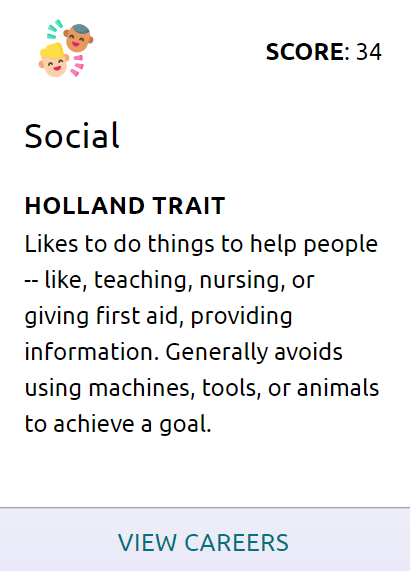 SCORE: 34
Social
HOLLAND TRAIT
Likes to do things to help people
-- like, teaching, nursing, or
giving first aid, providing
information. Generally avoids
using machines, tools, or animals
to achieve a goal.
VIEW CAREERS